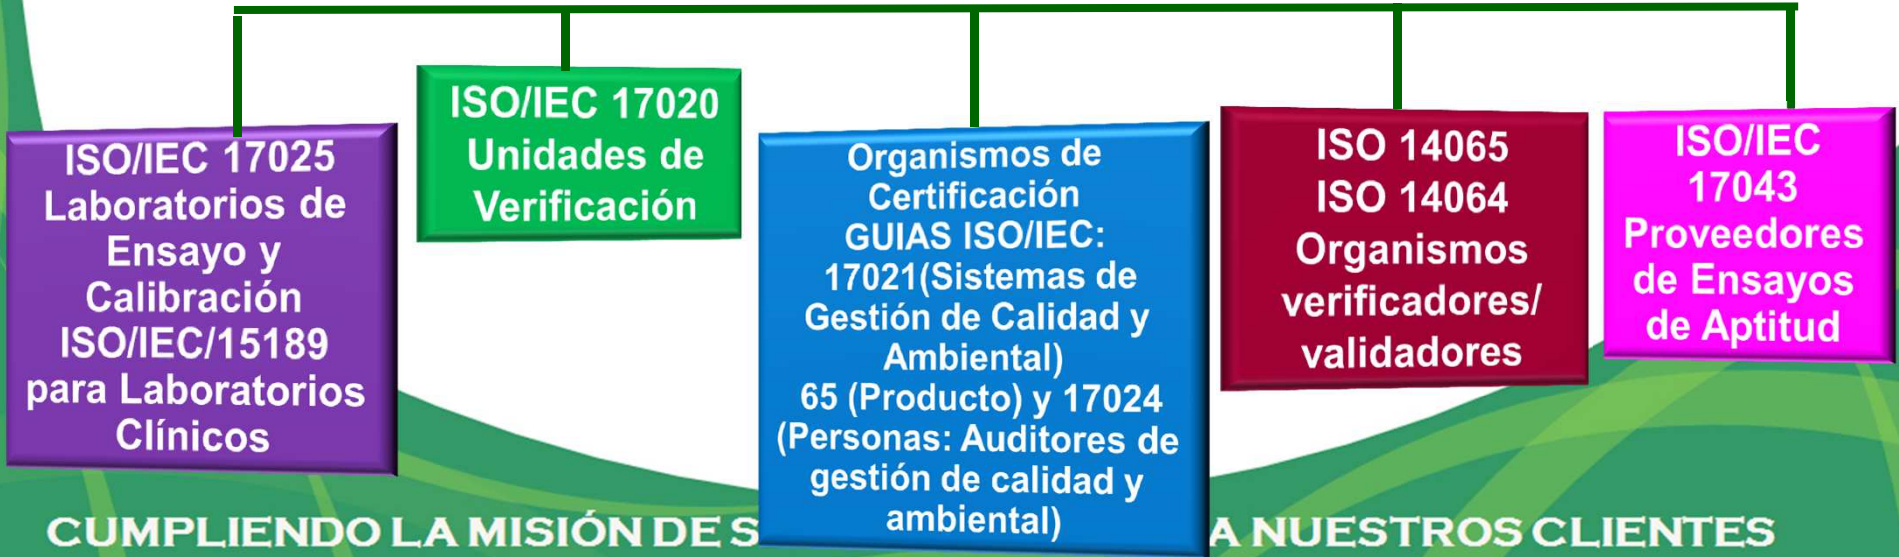 ISO/IEC 17025
Laboratorios de
Ensayo y
Calibración
ISO/IEC/15189
para Laboratorios
Clínicos
ISO/IEC 17020
Unidades de
Verificación
Organismos de
Certificación
GUIAS ISO/IEC:
17021(Sistemas de
Gestión de Calidad y
Ambiental)
65 (Producto) y 17024
(Personas: Auditores de
gestión de calidad y
ambiental)
ISO 14065
ISO 14064
Organismos
verificadores/
validadores
ISO/IEC
17043
Proveedores
de Ensayos
de Aptitud
CUMPLIENDO LA MISIÓN DE A NUESTROS CLIENTES